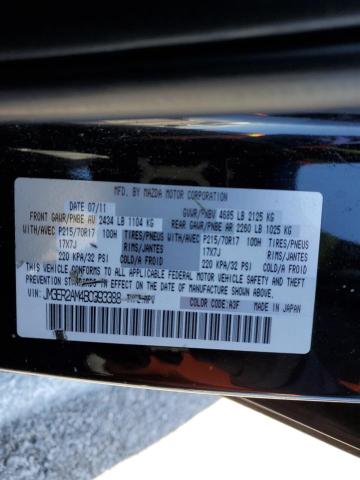 MFD. BY MAZDA MOTOR CORPORATION
DATE 07/11 GVWR/PNBV 4685 LB 2125 KG
FRONT GAWR/PNBE AV 2434 LB 1104 KG REAR GAWR/PNBE AR 2260 LB 1025 KG
WITH/AVEC P215/70R17 100H TIRES/PNEUS WITH/AVEC P215/70R17 100H TIRES/PNEUS
17X7J RIMS/JANTES 17X7J RIMS/JANTES
220 KPA/32 PSI COLD/A FROID 220 KPA/32 PSI COLD/A FROID
THIS VEHICLE CONFORMS TO ALL APPLICABLE FEDERAL MOTOR VEHICLE SAFETY AND THEFT
PREVENTION STANDARDS IN EFFECT ON THE DATE OF MANUFACTURE SHOWN ABOVE.
COLOR CODE:A3F MADE IN JAPAN